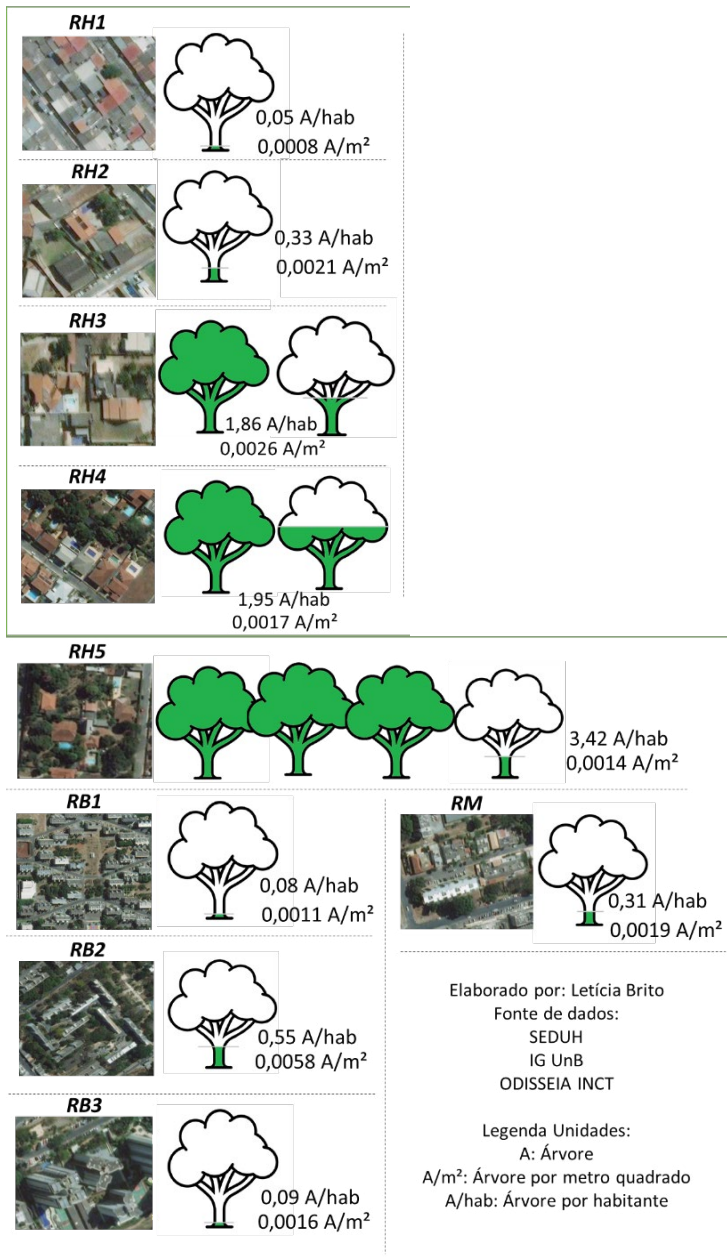 RH1
0,05 A/hab
0,0008 A/m²
RH2
0,33 A/hab
0,0021 A/m²
RH3
1,86 A/hab
0,0026 A/m²
RH4
1,95 A/hab
0,0017 A/m²
RH5
3,42 A/hab
0,0014 A/m²
RB1
0,08 A/hab
0,0011 A/m²
RM
0,31 A/hab
0,0019 A/m²
RB2
0,55 A/hab
0,0058 A/m²
RB3
0,09 A/hab
0,0016 A/m²
Elaborado por: Letícia Brito
Fonte de dados:
SEDUH
IG UnB
ODISSEIA INCT
Legenda Unidades:
A: Árvore
A/m²: Árvore por metro quadrado
A/hab: Árvore por habitante